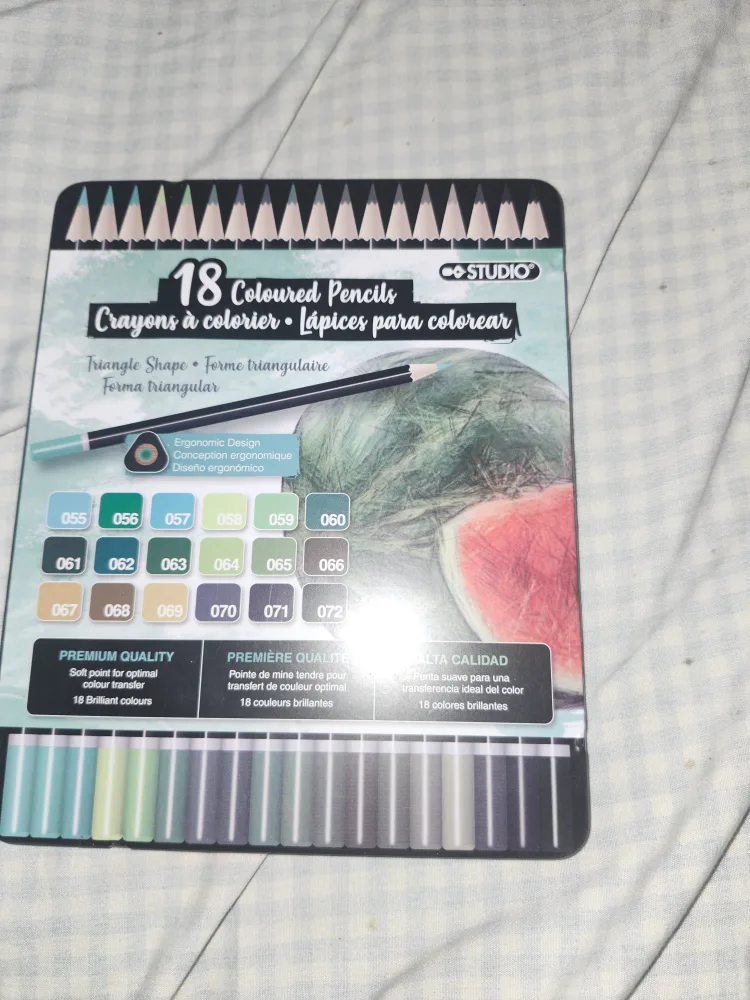 18 Coloured Pencils
STUDIO
Crayons à colorier • Lápices para colorear
Triangle Shape • Forme triangulaire
Forma triangular
Ergonomic Design
Conception ergonomique
Diseño ergonómico
055 056 057 058 059 060
061 062 063 064 065 066
067 068 069 070 071 072
PREMIUM QUALITY
Soft point for optimal
colour transfer
18 Brilliant colours
PREMIÈRE QUALITÉ
Pointe de mine tendre pour
transfert de couleur optimal
18 couleurs brillantes
ALTA CALIDAD
Punta suave para una
transferencia ideal del color
18 colores brillantes